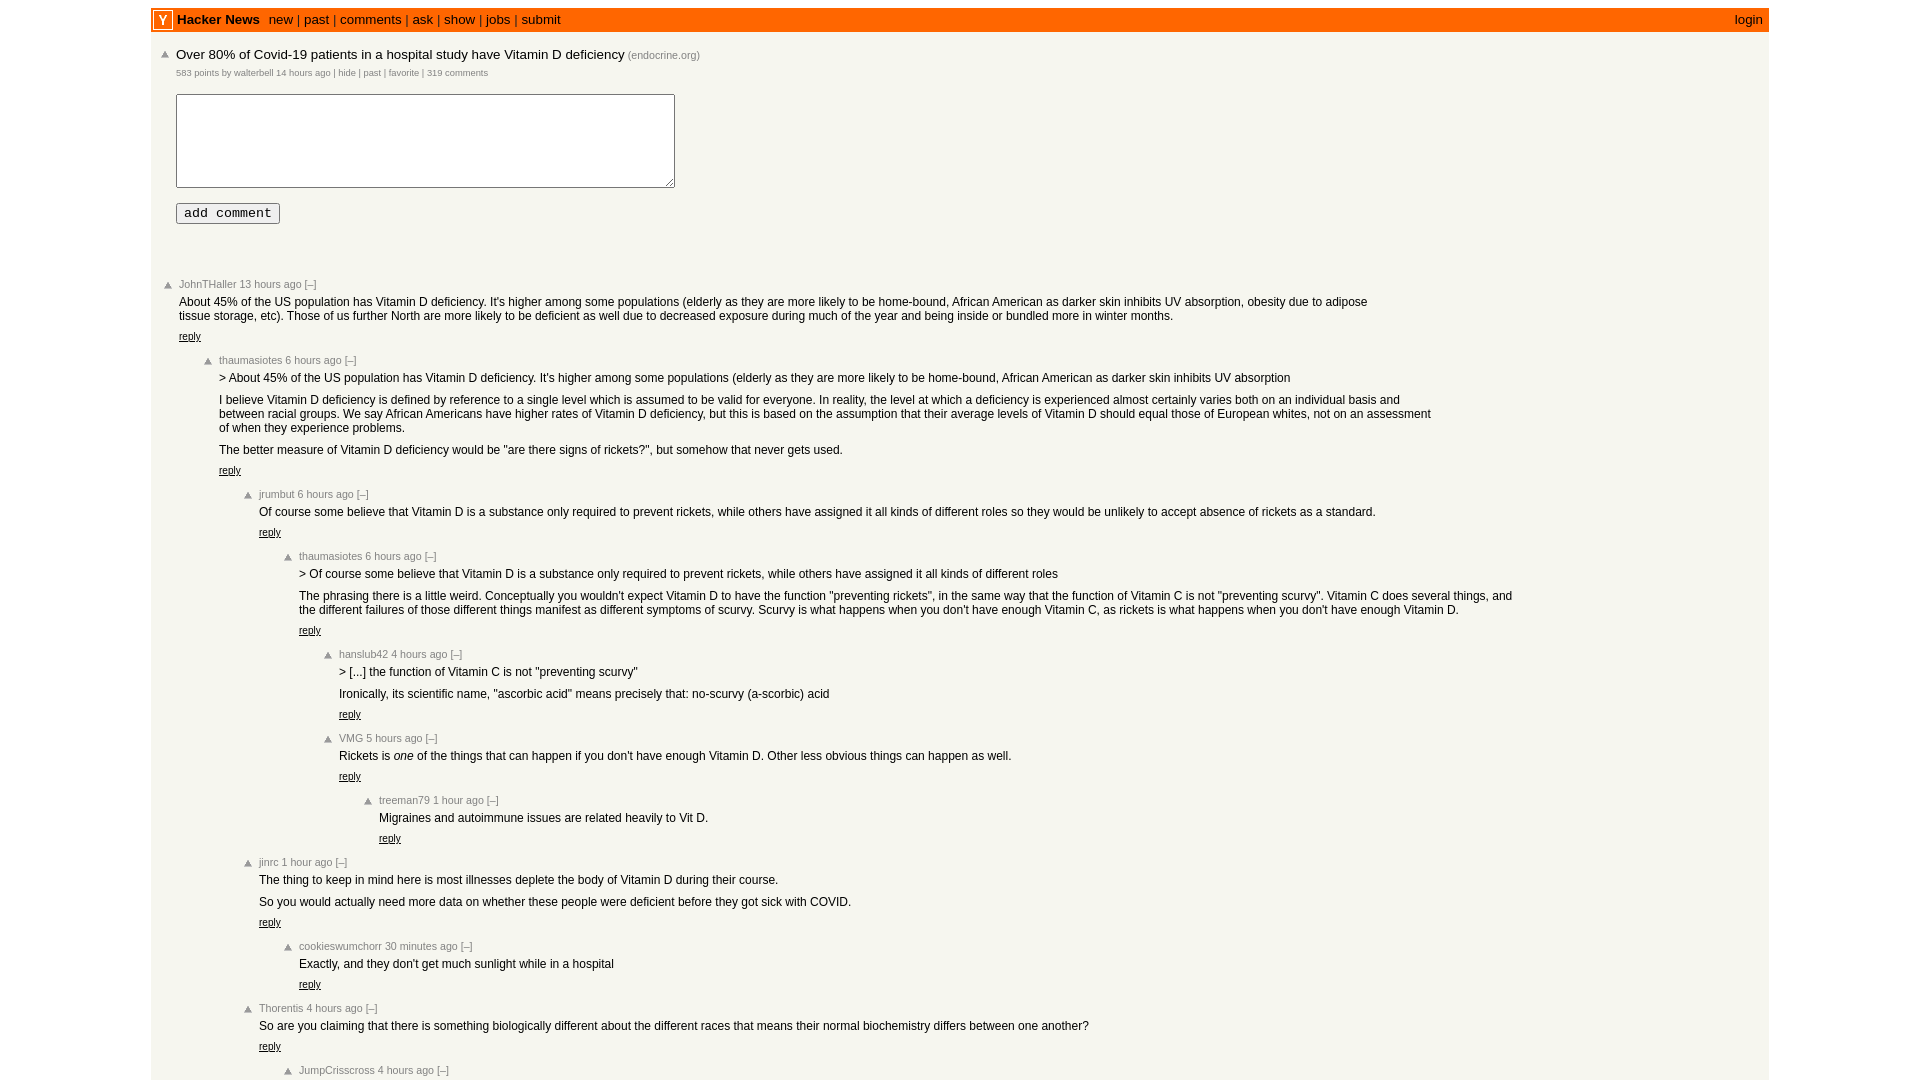 Y Hacker News new | past | comments | ask | show | jobs | submit login
Over 80% of Covid-19 patients in a hospital study have Vitamin D deficiency (endocrine.org)
583 points by walterbell 14 hours ago | hide | past | favorite | 319 comments
add comment
JohnTHaller 13 hours ago [–]
About 45% of the US population has Vitamin D deficiency. It's higher among some populations (elderly as they are more likely to be home-bound, African American as darker skin inhibits UV absorption, obesity due to adipose
tissue storage, etc). Those of us further North are more likely to be deficient as well due to decreased exposure during much of the year and being inside or bundled more in winter months.
reply
thaumasiotes 6 hours ago [–]
> About 45% of the US population has Vitamin D deficiency. It's higher among some populations (elderly as they are more likely to be home-bound, African American as darker skin inhibits UV absorption
I believe Vitamin D deficiency is defined by reference to a single level which is assumed to be valid for everyone. In reality, the level at which a deficiency is experienced almost certainly varies both on an individual basis and
between racial groups. We say African Americans have higher rates of Vitamin D deficiency, but this is based on the assumption that their average levels of Vitamin D should equal those of European whites, not on an assessment
of when they experience problems.
The better measure of Vitamin D deficiency would be "are there signs of rickets?", but somehow that never gets used.
reply
jrumbut 6 hours ago [–]
Of course some believe that Vitamin D is a substance only required to prevent rickets, while others have assigned it all kinds of different roles so they would be unlikely to accept absence of rickets as a standard.
reply
thaumasiotes 6 hours ago [–]
> Of course some believe that Vitamin D is a substance only required to prevent rickets, while others have assigned it all kinds of different roles
The phrasing there is a little weird. Conceptually you wouldn't expect Vitamin D to have the function "preventing rickets", in the same way that the function of Vitamin C is not "preventing scurvy". Vitamin C does several things, and
the different failures of those different things manifest as different symptoms of scurvy. Scurvy is what happens when you don't have enough Vitamin C, as rickets is what happens when you don't have enough Vitamin D.
reply
hanslub42 4 hours ago [–]
> [...] the function of Vitamin C is not "preventing scurvy"
Ironically, its scientific name, "ascorbic acid" means precisely that: no-scurvy (a-scorbic) acid
reply
VMG 5 hours ago [–]
Rickets is one of the things that can happen if you don't have enough Vitamin D. Other less obvious things can happen as well.
reply
treeman79 1 hour ago [–]
Migraines and autoimmune issues are related heavily to Vit D.
reply
jinrc 1 hour ago [–]
The thing to keep in mind here is most illnesses deplete the body of Vitamin D during their course.
So you would actually need more data on whether these people were deficient before they got sick with COVID.
reply
cookieswumchorr 30 minutes ago [–]
Exactly, and they don't get much sunlight while in a hospital
reply
Thorentis 4 hours ago [–]
So are you claiming that there is something biologically different about the different races that means their normal biochemistry differs between one another?
reply
JumpCrisscross 4 hours ago [–]